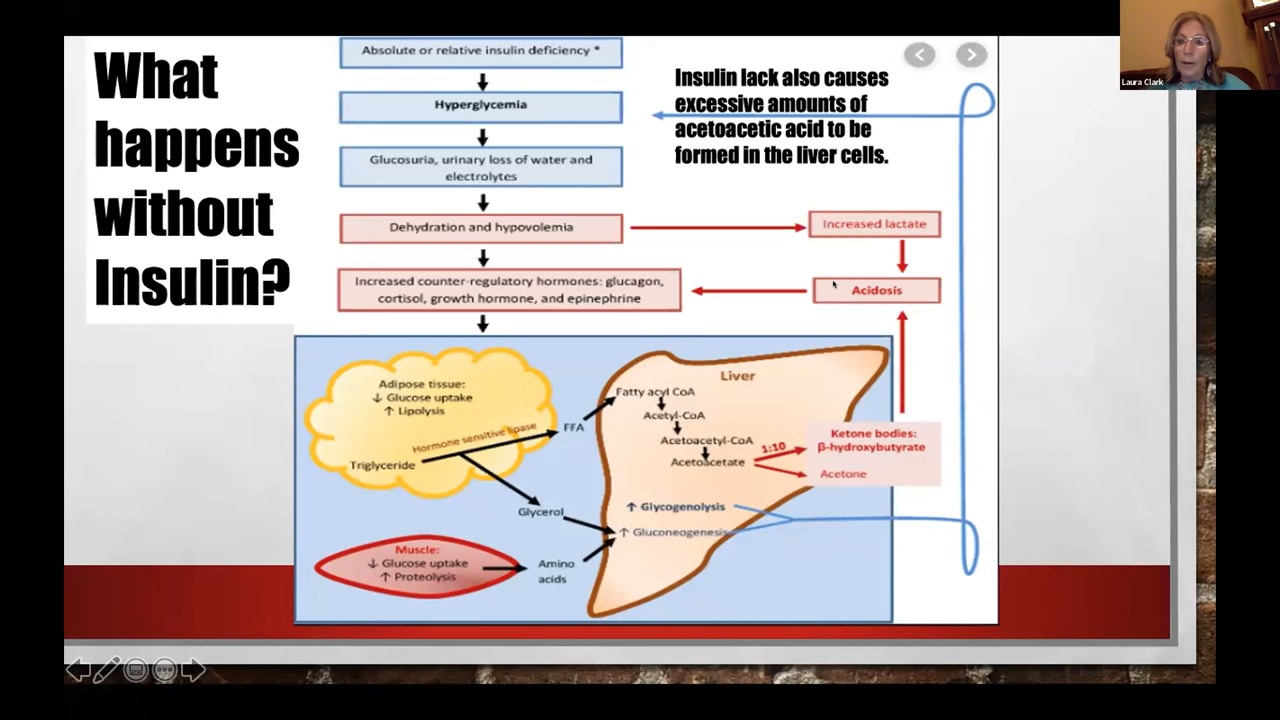 What
happens
without
Insulin?
Absolute or relative insulin deficiency *
Hyperglycemia
Glucosuria, urinary loss of water and
electrolytes
Dehydration and hypovolemia
Increased counter-regulatory hormones: glucagon,
cortisol, growth hormone, and epinephrine
Insulin lack also causes
excessive amounts of
acetoacetic acid to be
formed in the liver cells.
Increased lactate
Acidosis
Adipose tissue:
↓ Glucose uptake
↑ Lipolysis
Hormone sensitive lipase
Triglyceride
FFA
Glycerol
Muscle:
↓ Glucose uptake
↑ Proteolysis
Amino
acids
Liver
Fatty acyl CoA
Acetyl-CoA
Acetoacetyl-CoA
Acetoacetate
1:10
Ketone bodies:
β-hydroxybutyrate
Acetone
↑ Glycogenolysis
↑ Gluconeogenesis
Laura Clark